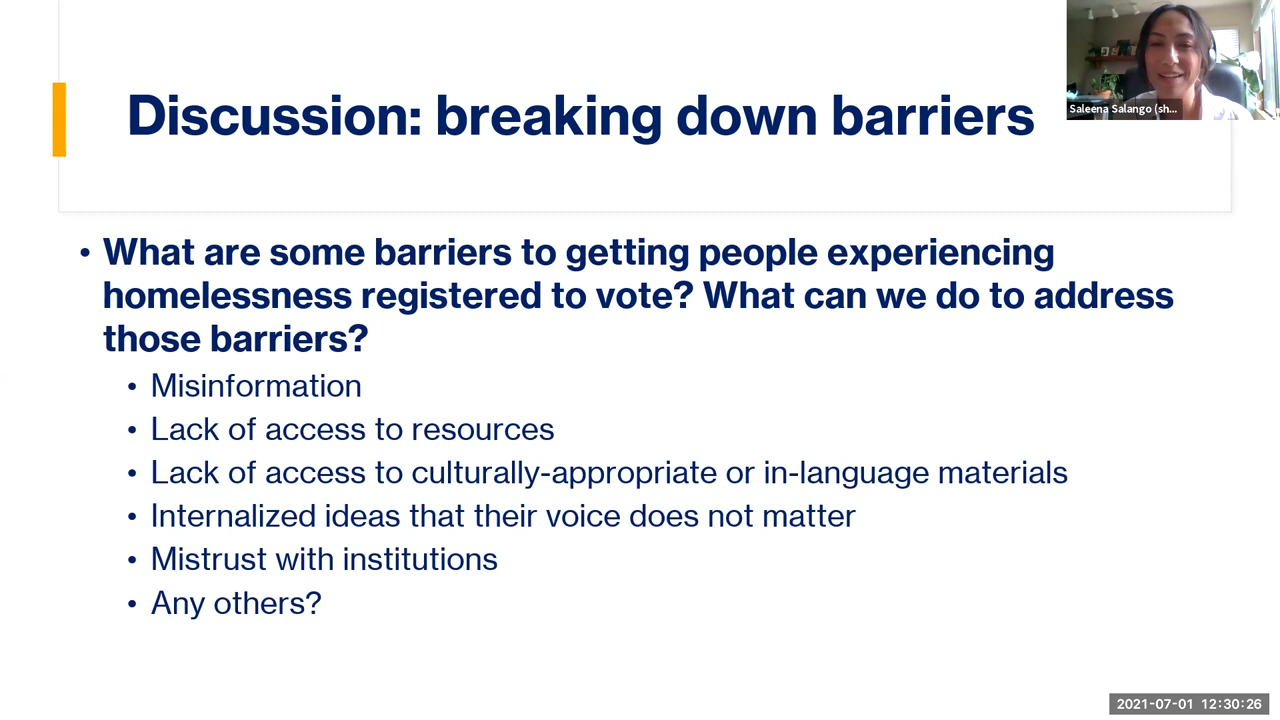 Discussion: breaking down barriers
Saleena Salango (sh...
• What are some barriers to getting people experiencing
homelessness registered to vote? What can we do to address
those barriers?
• Misinformation
• Lack of access to resources
• Lack of access to culturally-appropriate or in-language materials
• Internalized ideas that their voice does not matter
• Mistrust with institutions
• Any others?
2021-07-01 12:30:26